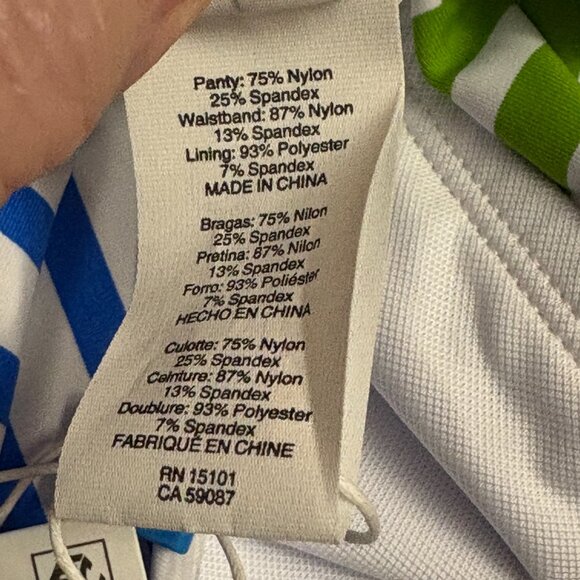 Panty: 75% Nylon
25% Spandex
Waistband: 87% Nylon
13% Spandex
Lining: 93% Polyester
7% Spandex
MADE IN CHINA
Bragas: 75% Nilon
25% Spandex
Pretina: 87% Nilon
13% Spandex
Forro: 93% Poliéster
7% Spandex
HECHO EN CHINA
Culotte: 75% Nylon
25% Spandex
Ceinture: 87% Nylon
13% Spandex
Doublure: 93% Polyester
7% Spandex
FABRIQUÉ EN CHINE
RN 15101
CA 59087